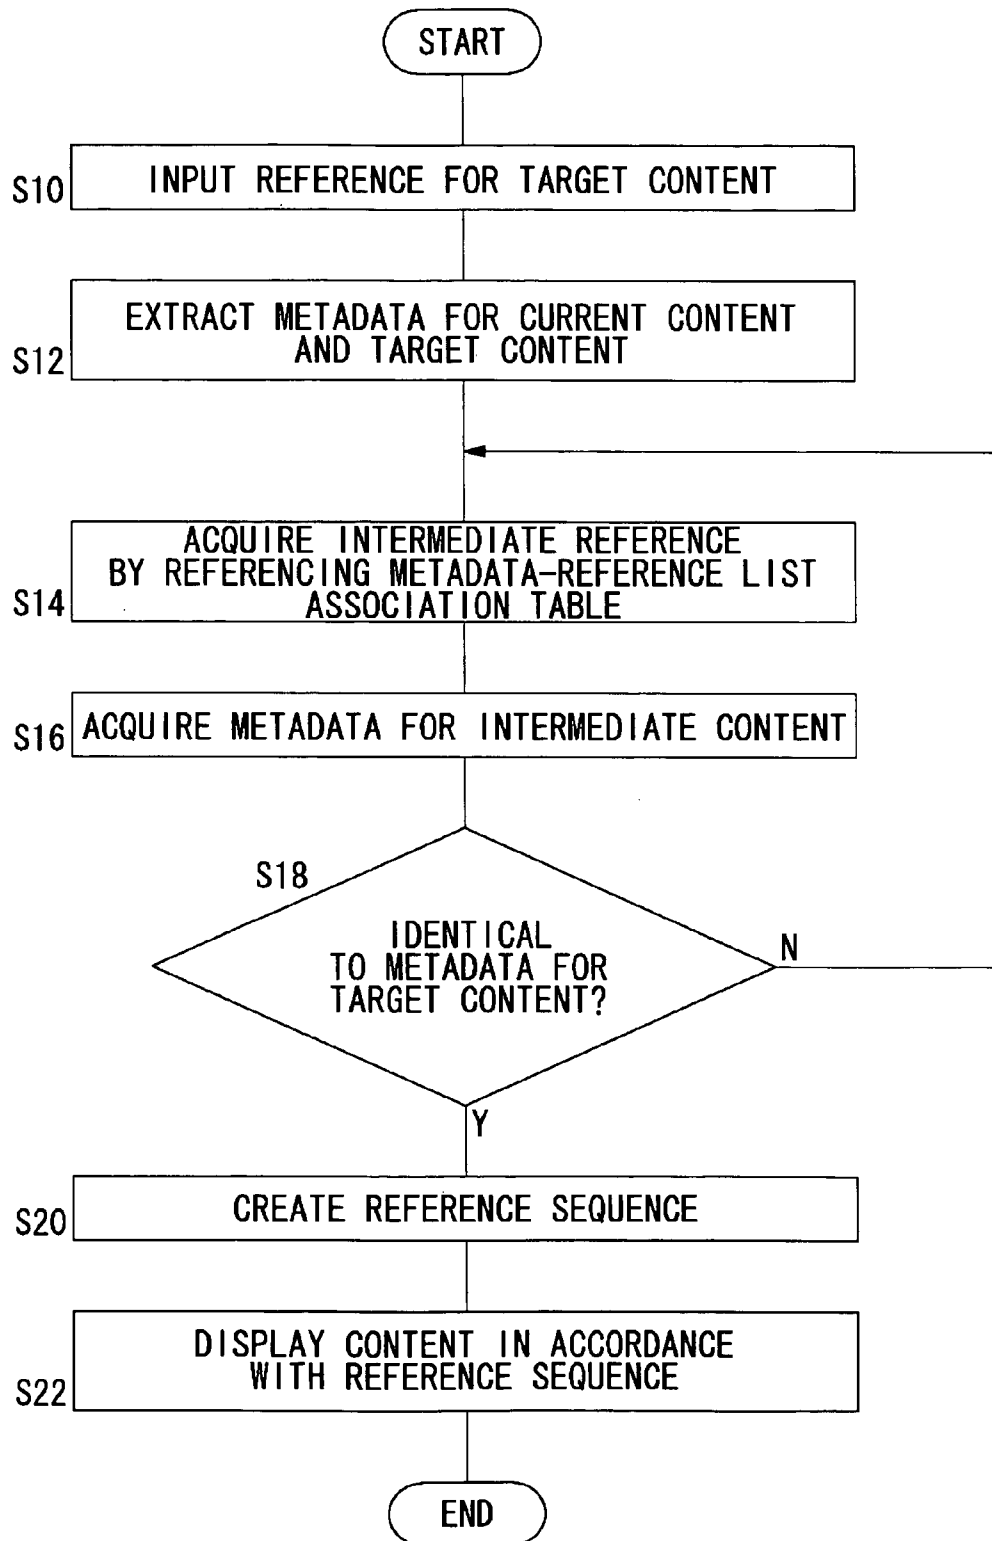 START
S10
INPUT REFERENCE FOR TARGET CONTENT
S12
EXTRACT METADATA FOR CURRENT CONTENT
AND TARGET CONTENT
S14
ACQUIRE INTERMEDIATE REFERENCE
BY REFERENCING METADATA-REFERENCE LIST
ASSOCIATION TABLE
S16
ACQUIRE METADATA FOR INTERMEDIATE CONTENT
S18
IDENTICAL
TO METADATA FOR
TARGET CONTENT?
N
Y
S20
CREATE REFERENCE SEQUENCE
S22
DISPLAY CONTENT IN ACCORDANCE
WITH REFERENCE SEQUENCE
END